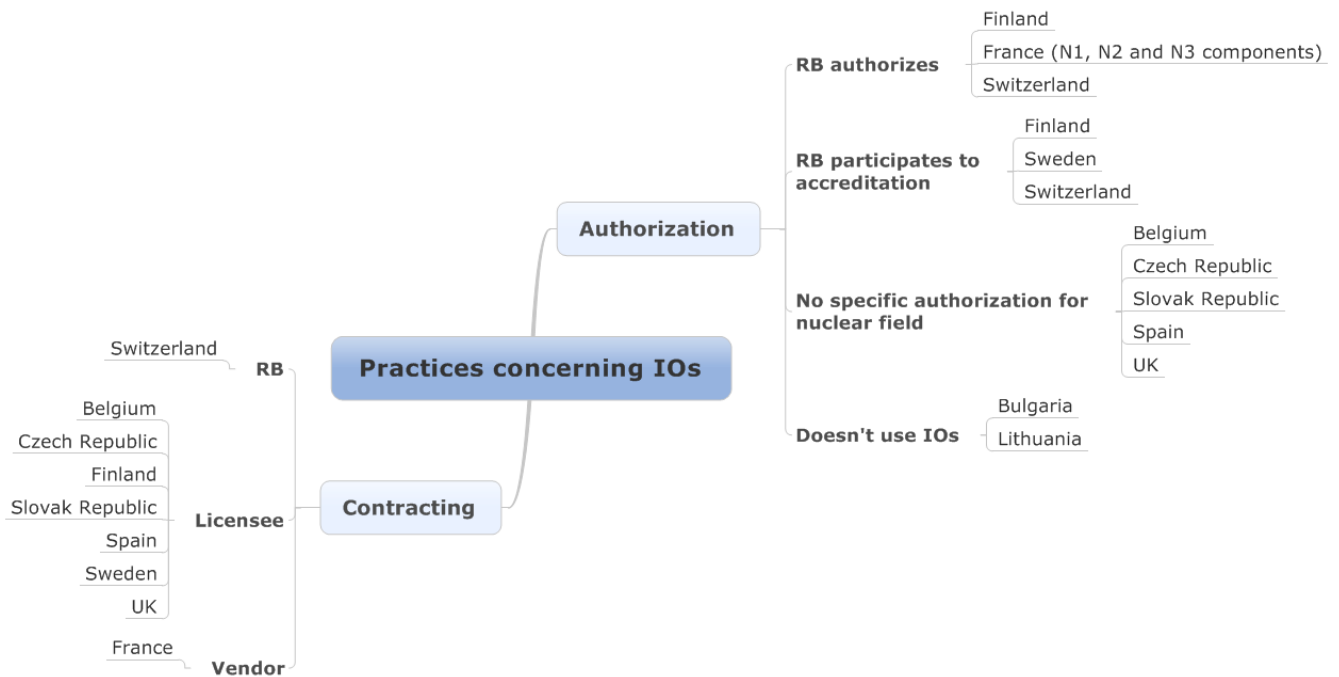 Practices concerning IOs
Authorization
RB authorizes
Finland
France (N1, N2 and N3 components)
Switzerland
RB participates to
accreditation
Finland
Sweden
Switzerland
No specific authorization for
nuclear field
Belgium
Czech Republic
Slovak Republic
Spain
UK
Doesn't use IOs
Bulgaria
Lithuania
Contracting
RB
Switzerland
Licensee
Belgium
Czech Republic
Finland
Slovak Republic
Spain
Sweden
UK
Vendor
France